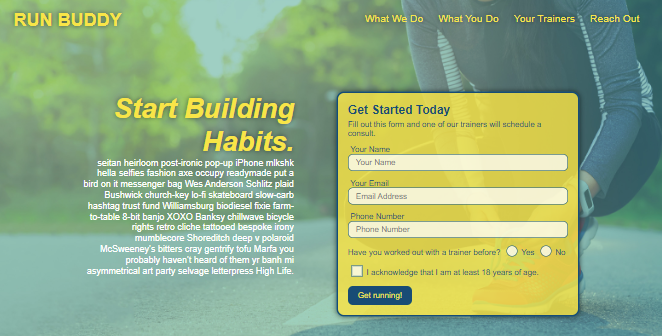 RUN BUDDY
What We Do What You Do Your Trainers Reach Out
Start Building
Habits.
seitan heirloom post-ironic pop-up iPhone mlkshk
hella selfies fashion axe occupy readymade put a
bird on it messenger bag Wes Anderson Schlitz plaid
Bushwick church-key lo-fi skateboard slow-carb
hashtag trust fund Williamsburg biodiesel fixie farm-
to-table 8-bit banjo XOXO Banksy chillwave bicycle
rights retro cliche tattooed bespoke irony
mumblecore Shoreditch deep v polaroid
McSweeney's bitters cray gentrify tofu Marfa you
probably haven't heard of them yr banh mi
asymmetrical art party selvage letterpress High Life.
Get Started Today
Fill out this form and one of our trainers will schedule a
consult.
Your Name
Your Name
Your Email
Email Address
Phone Number
Phone Number
Have you worked out with a trainer before? Yes No
I acknowledge that I am at least 18 years of age.
Get running!